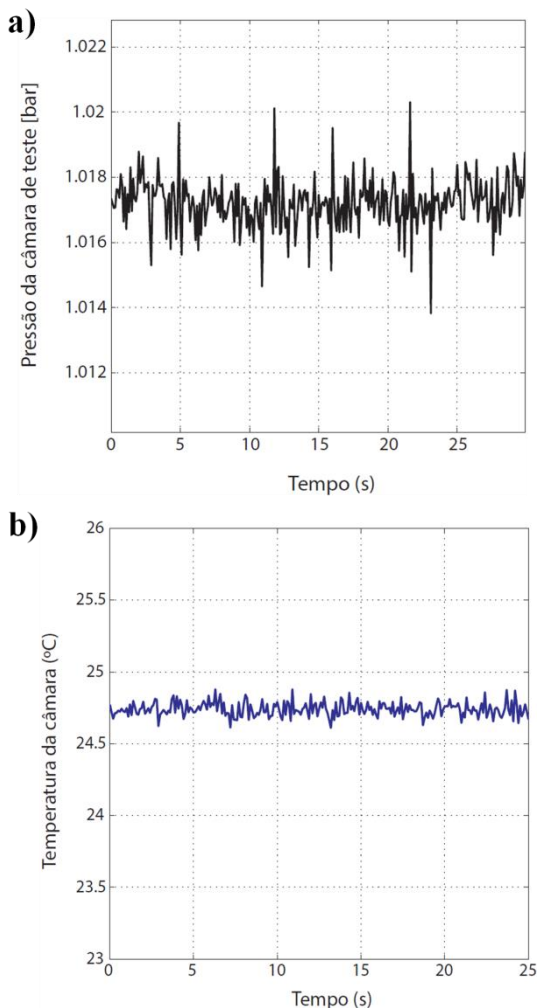 a)
Pressão da câmara de teste [bar]
1.022
1.02
1.018
1.016
1.014
1.012
0 5 10 15 20 25
Tempo (s)
b)
Temperatura da câmara (ºC)
26
25.5
25
24.5
24
23.5
23
0 5 10 15 20 25
Tempo (s)